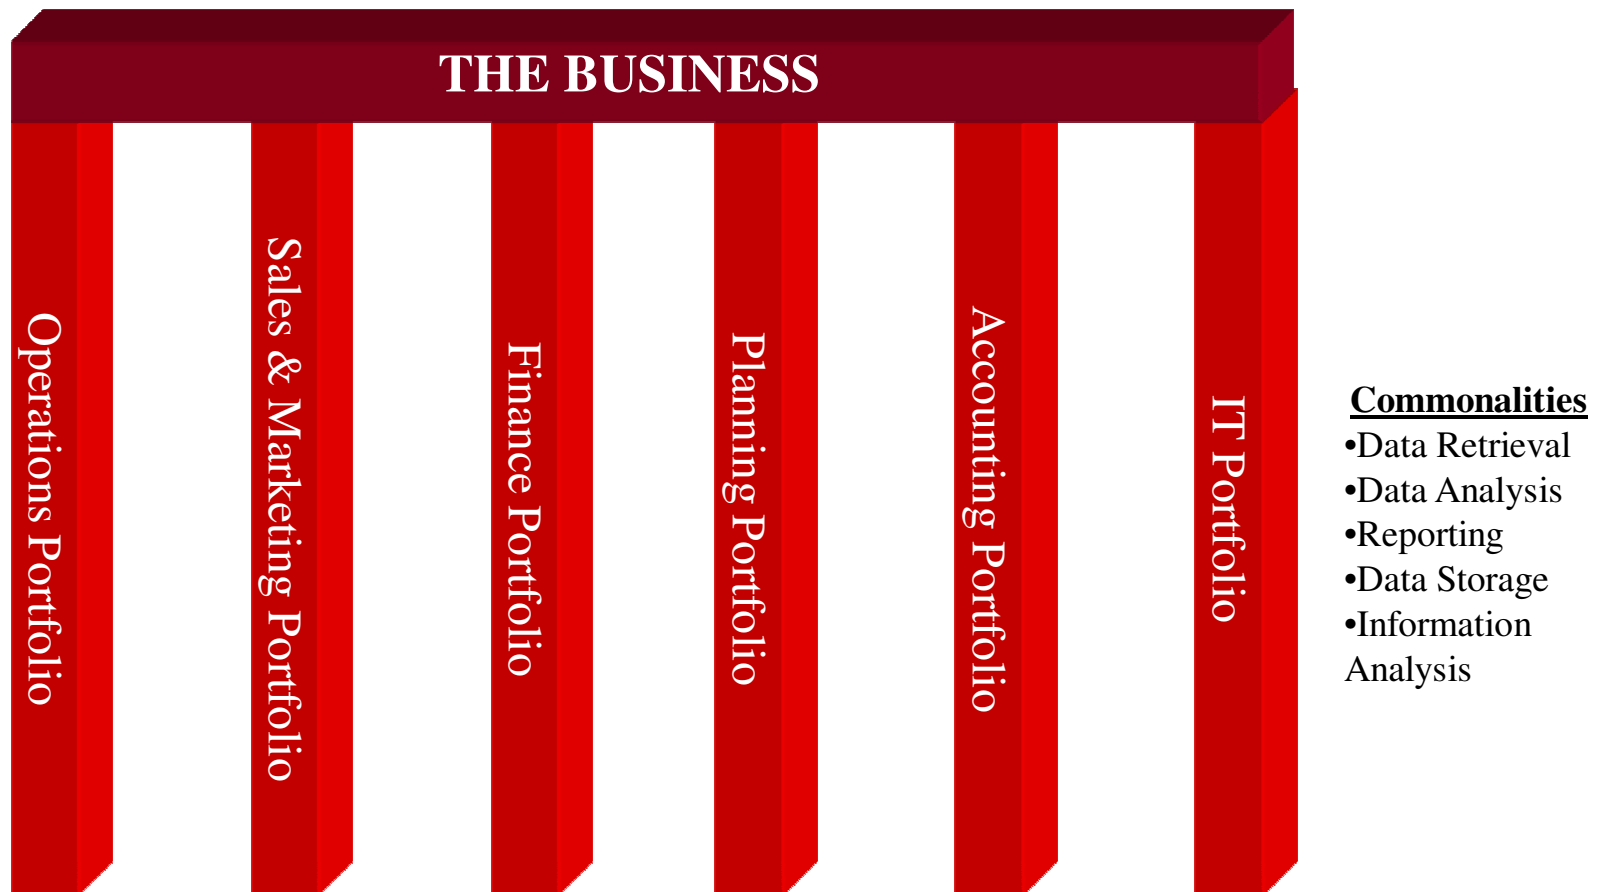 THE BUSINESS
Operations Portfolio
Sales & Marketing Portfolio
Finance Portfolio
Planning Portfolio
Accounting Portfolio
IT Portfolio
Commonalities
•Data Retrieval
•Data Analysis
•Reporting
•Data Storage
•Information
Analysis